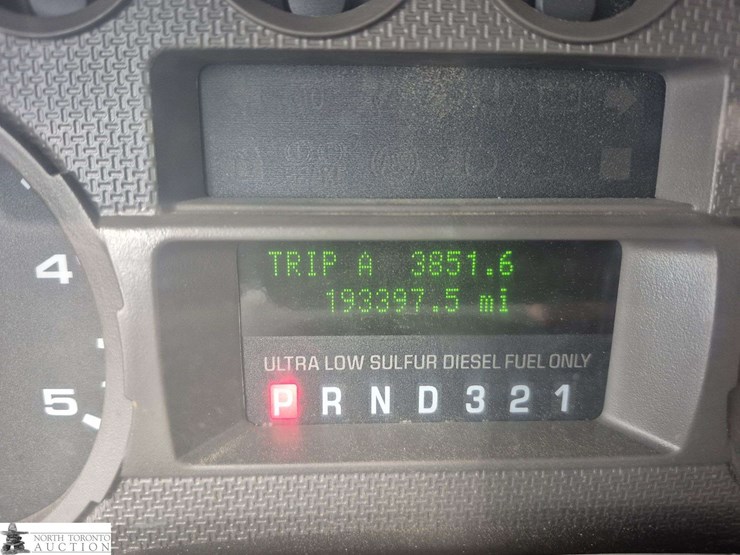 TRIP A 3851.6
193397.5 mi
ULTRA LOW SULFUR DIESEL FUEL ONLY
P R N D 3 2 1
4
5
NORTH TORONTO
AUCTION